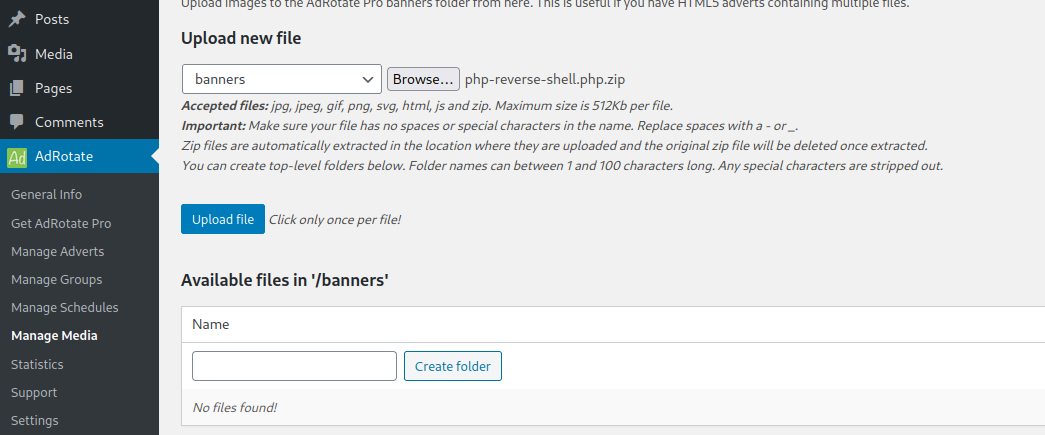 Upload images to the AdRotate Pro banners folder from here. This is useful if you have HTML5 adverts containing multiple files.
Posts
Media
Pages
Comments
Ad AdRotate
General Info
Get AdRotate Pro
Manage Adverts
Manage Groups
Manage Schedules
Manage Media
Statistics
Support
Settings
Upload new file
banners Browse... php-reverse-shell.php.zip
Accepted files: jpg, jpeg, gif, png, svg, html, js and zip. Maximum size is 512Kb per file.
Important: Make sure your file has no spaces or special characters in the name. Replace spaces with a - or _.
Zip files are automatically extracted in the location where they are uploaded and the original zip file will be deleted once extracted.
You can create top-level folders below. Folder names can between 1 and 100 characters long. Any special characters are stripped out.
Upload file Click only once per file!
Available files in '/banners'
Name
Create folder
No files found!